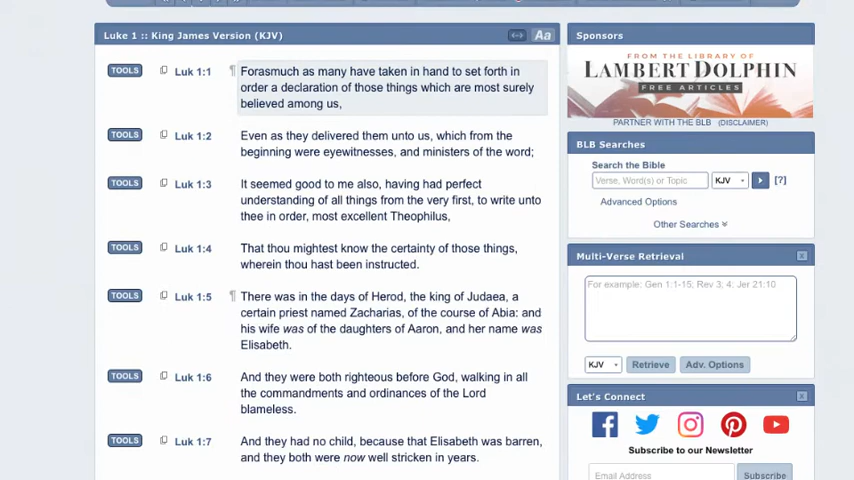 Luke 1 :: King James Version (KJV)
Aa
TOOLS
Luk 1:1
¶ Forasmuch as many have taken in hand to set forth in
order a declaration of those things which are most surely
believed among us,
TOOLS
Luk 1:2
Even as they delivered them unto us, which from the
beginning were eyewitnesses, and ministers of the word;
TOOLS
Luk 1:3
It seemed good to me also, having had perfect
understanding of all things from the very first, to write unto
thee in order, most excellent Theophilus,
TOOLS
Luk 1:4
That thou mightest know the certainty of those things,
wherein thou hast been instructed.
TOOLS
Luk 1:5
¶ There was in the days of Herod, the king of Judaea, a
certain priest named Zacharias, of the course of Abia: and
his wife was of the daughters of Aaron, and her name was
Elisabeth.
TOOLS
Luk 1:6
And they were both righteous before God, walking in all
the commandments and ordinances of the Lord
blameless.
TOOLS
Luk 1:7
And they had no child, because that Elisabeth was barren,
and they both were now well stricken in years.
Sponsors
FROM THE LIBRARY OF
LAMBERT DOLPHIN
FREE ARTICLES
PARTNER WITH THE BLB (DISCLAIMER)
BLB Searches
Search the Bible
Verse, Word(s) or Topic
KJV
[?]
Advanced Options
Other Searches
Multi-Verse Retrieval
x
For example: Gen 1:1-15; Rev 3; 4; Jer 21:10
KJV
Retrieve
Adv. Options
Let's Connect
x
Subscribe to our Newsletter
Email Address
Subscribe